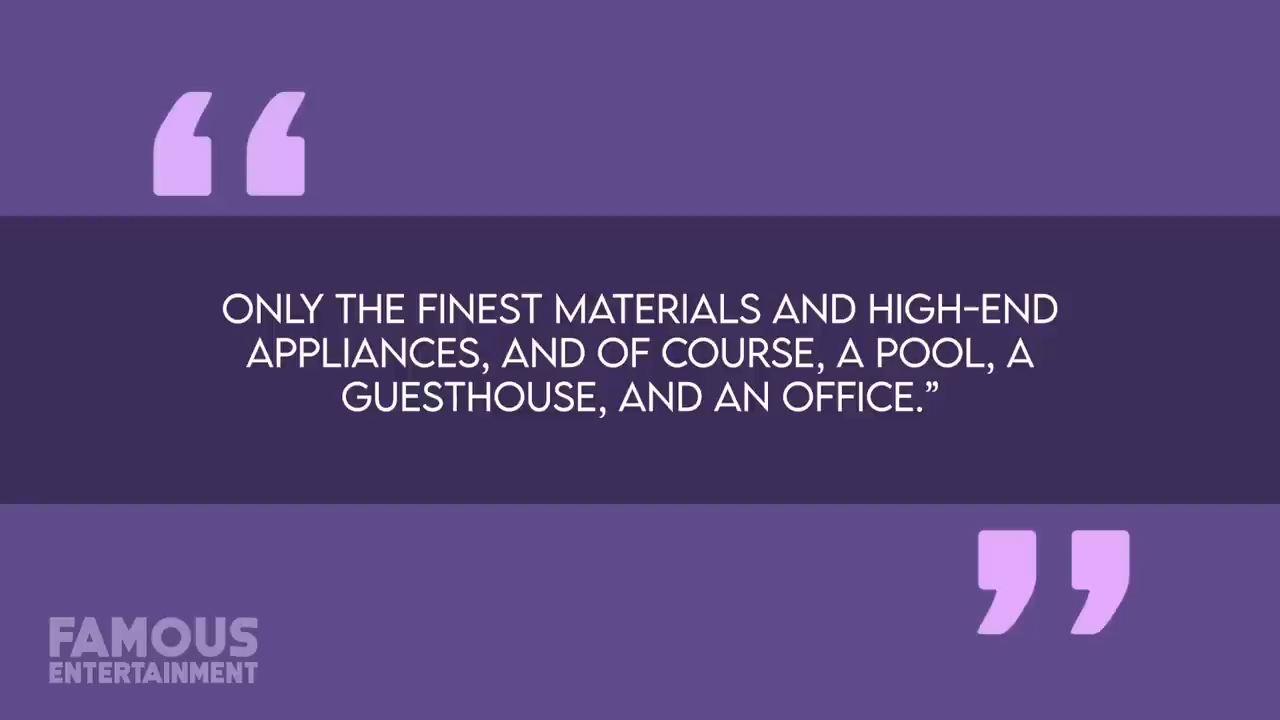 ONLY THE FINEST MATERIALS AND HIGH-END
APPLIANCES, AND OF COURSE, A POOL, A
GUESTHOUSE, AND AN OFFICE.”
FAMOUS
ENTERTAINMENT